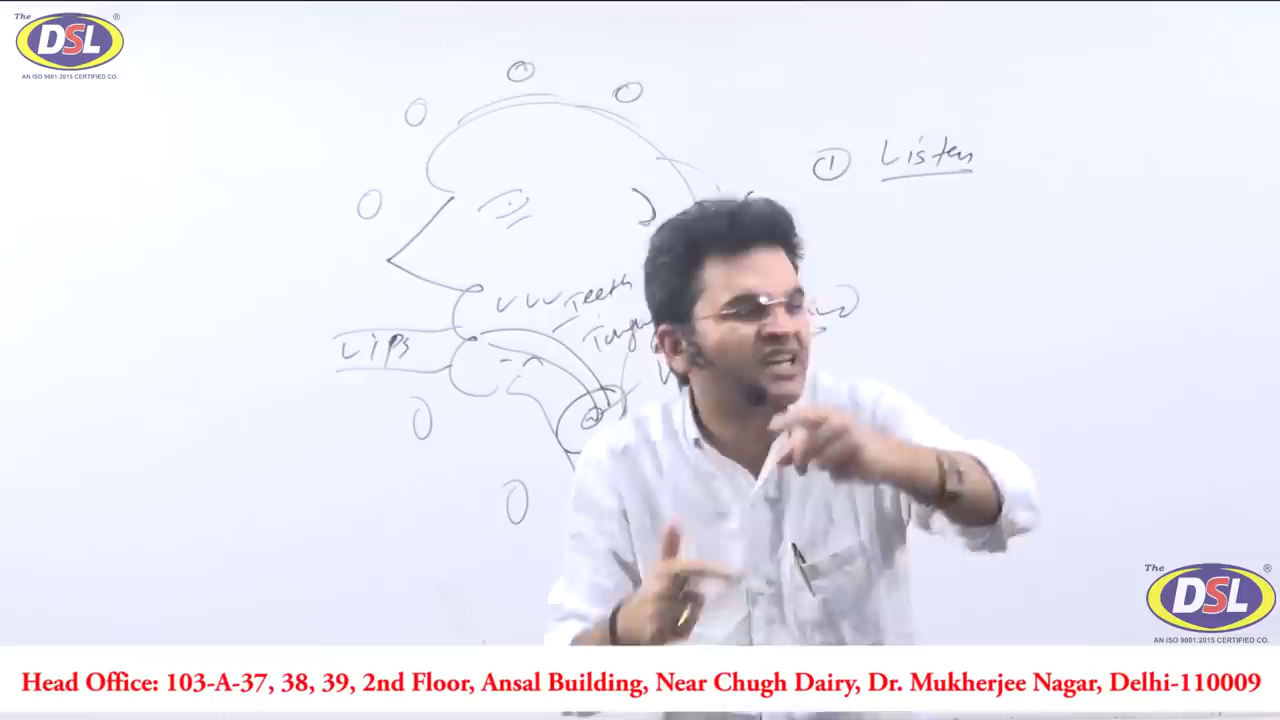 The
®
DSL
AN ISO 9001:2015 CERTIFIED CO.
① Listen
Teeth
Lips
The
®
DSL
AN ISO 9001:2015 CERTIFIED CO.
Head Office: 103-A-37, 38, 39, 2nd Floor, Ansal Building, Near Chugh Dairy, Dr. Mukherjee Nagar, Delhi-110009